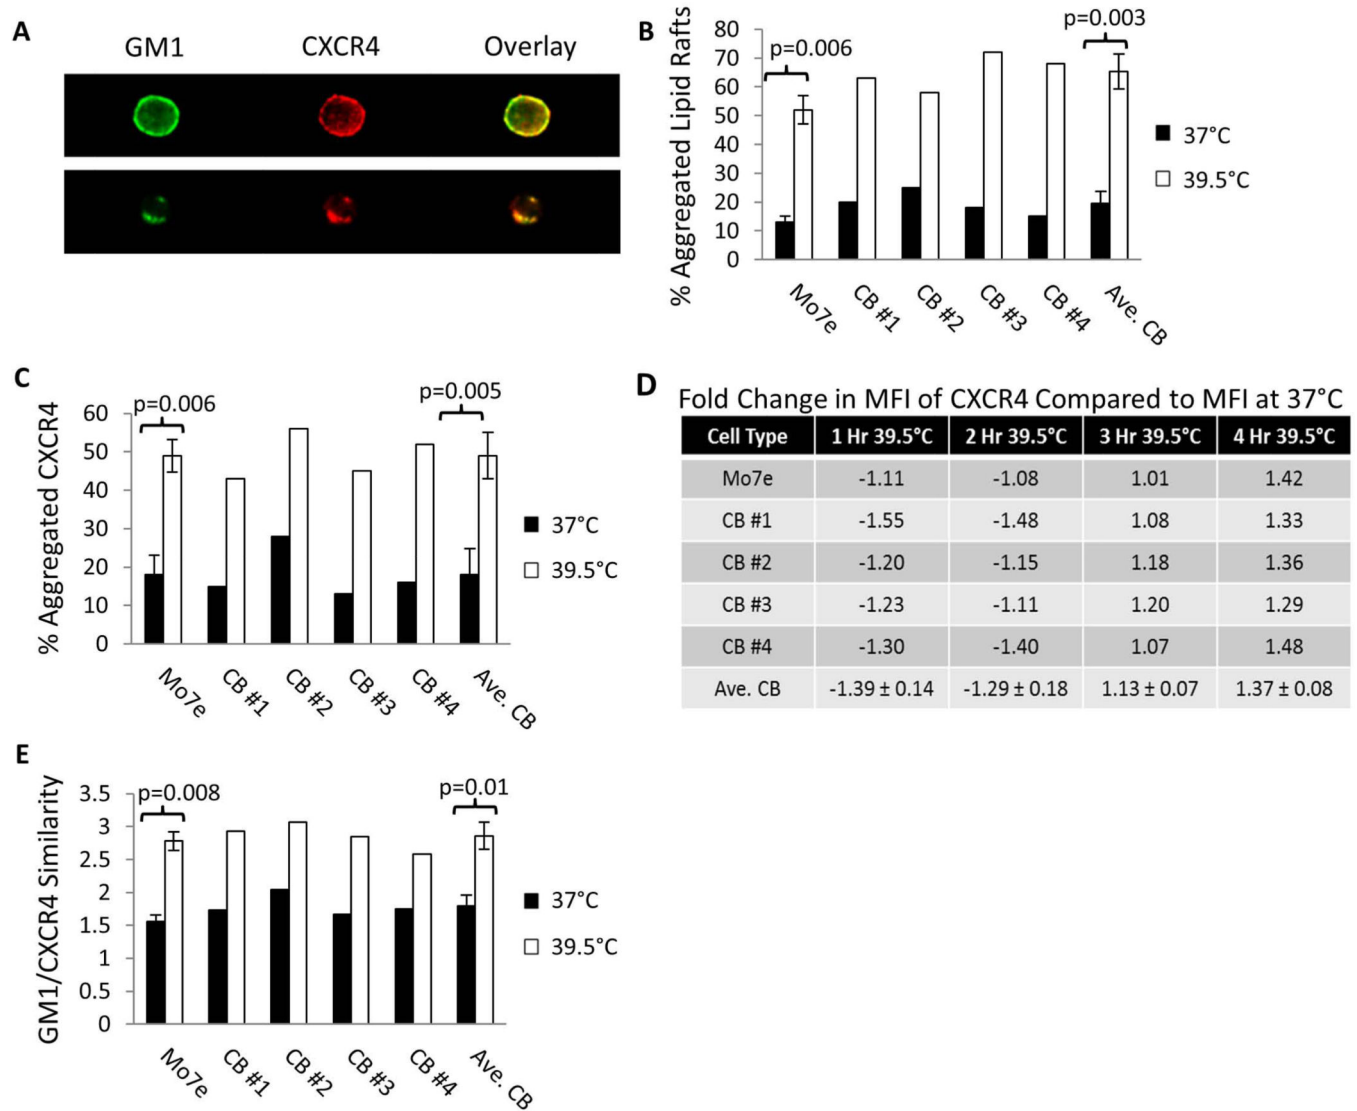 A
GM1 CXCR4 Overlay
B
% Aggregated Lipid Rafts
80
70
60
50
40
30
20
10
0
p=0.006
p=0.003
37°C
39.5°C
Mo7e CB #1 CB #2 CB #3 CB #4 Ave. CB
C
% Aggregated CXCR4
60
50
40
30
20
10
0
p=0.006
p=0.005
37°C
39.5°C
Mo7e CB #1 CB #2 CB #3 CB #4 Ave. CB
D
Fold Change in MFI of CXCR4 Compared to MFI at 37°C
Cell Type 1 Hr 39.5°C 2 Hr 39.5°C 3 Hr 39.5°C 4 Hr 39.5°C
Mo7e -1.11 -1.08 1.01 1.42
CB #1 -1.55 -1.48 1.08 1.33
CB #2 -1.20 -1.15 1.18 1.36
CB #3 -1.23 -1.11 1.20 1.29
CB #4 -1.30 -1.40 1.07 1.48
Ave. CB -1.39 ± 0.14 -1.29 ± 0.18 1.13 ± 0.07 1.37 ± 0.08
E
GM1/CXCR4 Similarity
3.5
3
2.5
2
1.5
1
0.5
0
p=0.008
p=0.01
37°C
39.5°C
Mo7e CB #1 CB #2 CB #3 CB #4 Ave. CB